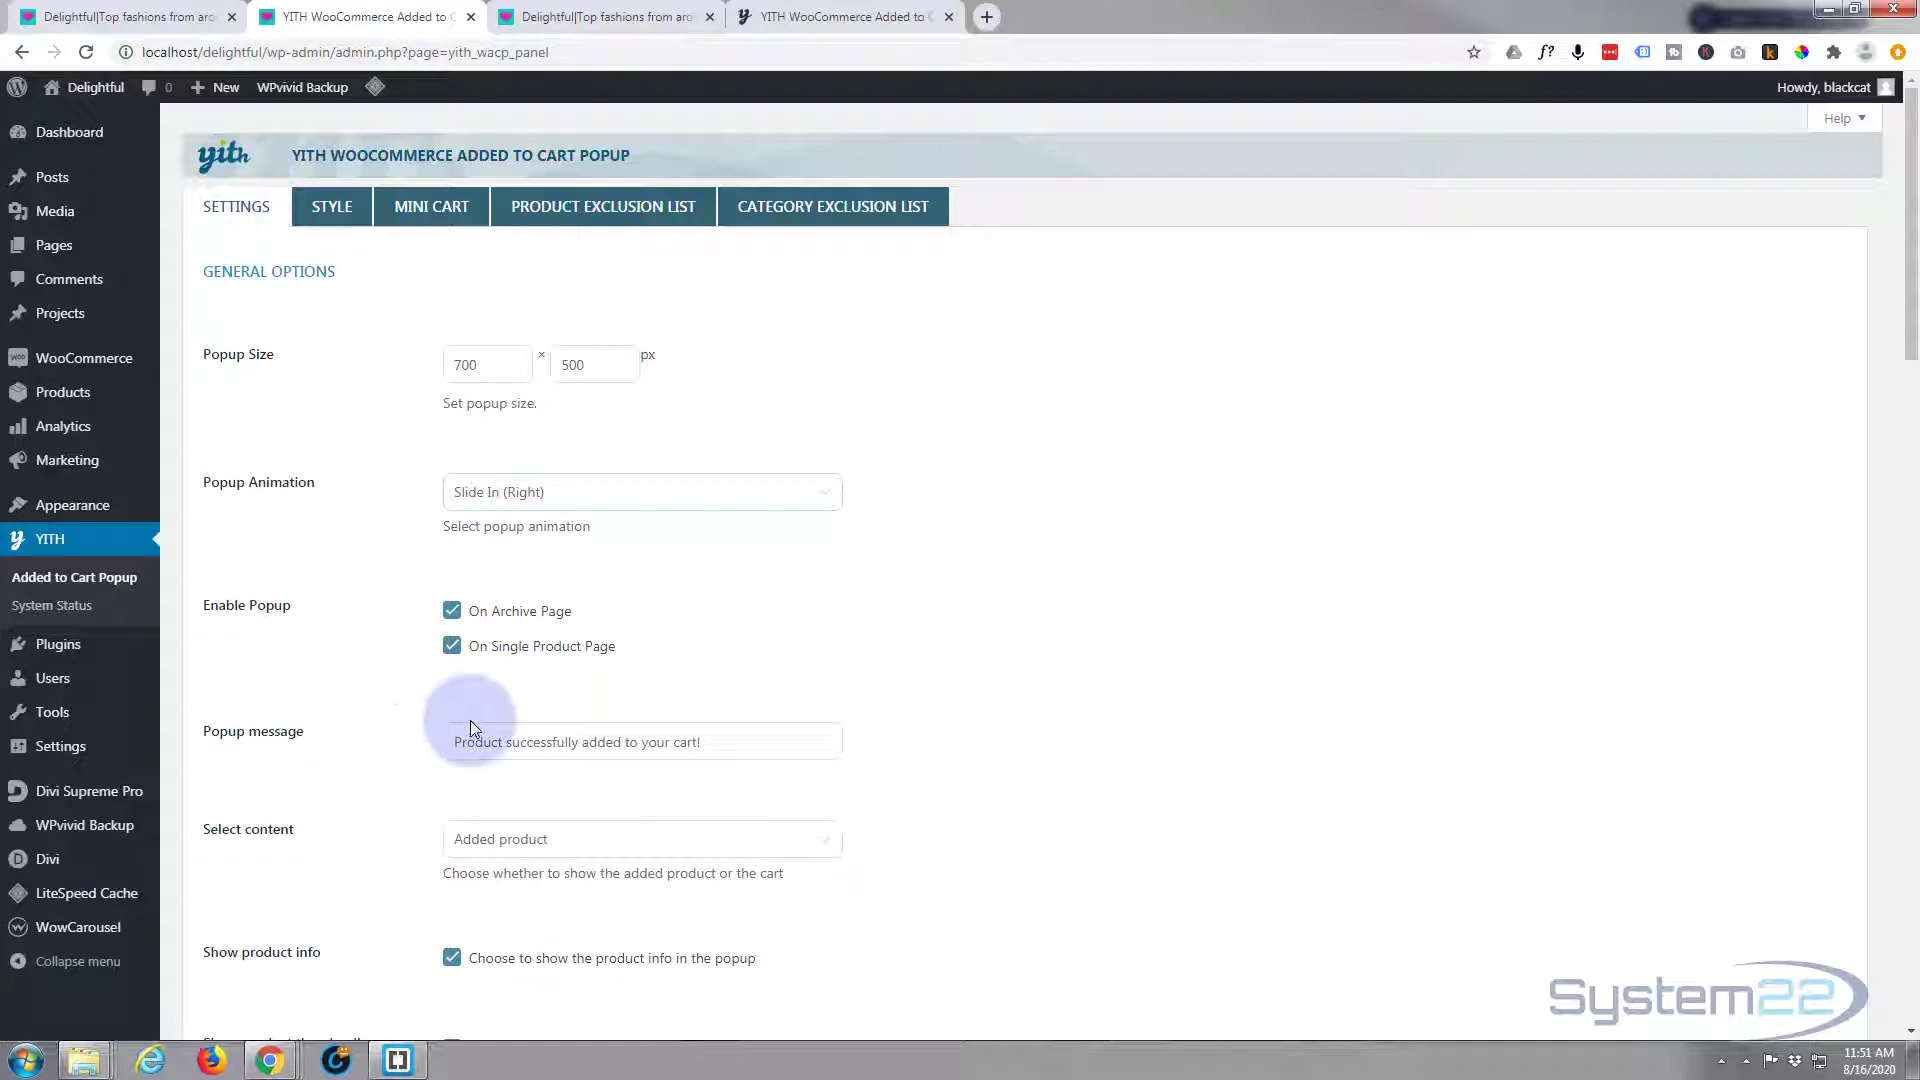 Delightful|Top fashions from aro
YITH WooCommerce Added to C
Delightful|Top fashions from aro
YITH WooCommerce Added to C
localhost/delightful/wp-admin/admin.php?page=yith_wacp_panel
Delightful
0
New
WPvivid Backup
Howdy, blackcat
Help
Dashboard
Posts
Media
Pages
Comments
Projects
WooCommerce
Products
Analytics
Marketing
Appearance
YITH
Added to Cart Popup
System Status
Plugins
Users
Tools
Settings
Divi Supreme Pro
WPvivid Backup
Divi
LiteSpeed Cache
WowCarousel
Collapse menu
yith
YITH WOOCOMMERCE ADDED TO CART POPUP
SETTINGS
STYLE
MINI CART
PRODUCT EXCLUSION LIST
CATEGORY EXCLUSION LIST
GENERAL OPTIONS
Popup Size
700 × 500 px
Set popup size.
Popup Animation
Slide In (Right)
Select popup animation
Enable Popup
On Archive Page
On Single Product Page
Popup message
Product successfully added to your cart!
Select content
Added product
Choose whether to show the added product or the cart
Show product info
Choose to show the product info in the popup
System22
11:51 AM
8/16/2020